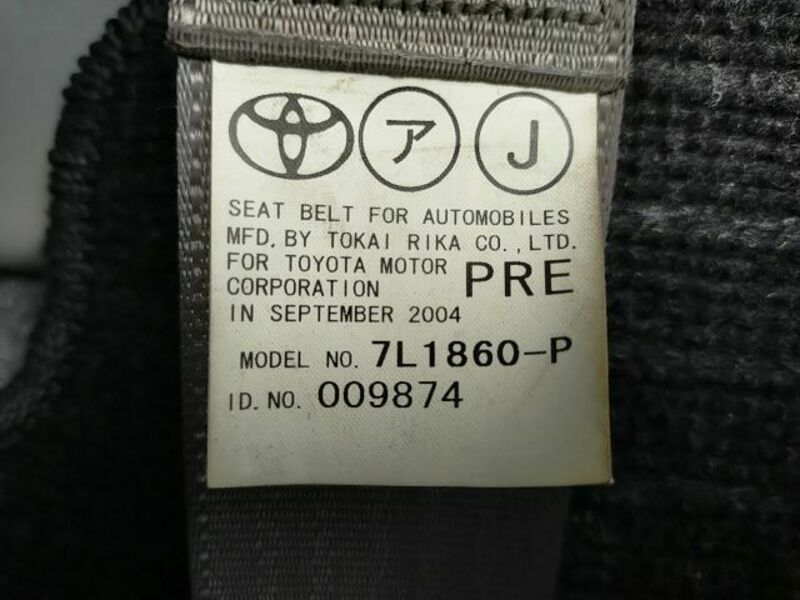 ア J
SEAT BELT FOR AUTOMOBILES
MFD. BY TOKAI RIKA CO., LTD.
FOR TOYOTA MOTOR
CORPORATION PRE
IN SEPTEMBER 2004
MODEL NO. 7L1860-P
ID. NO. 009874